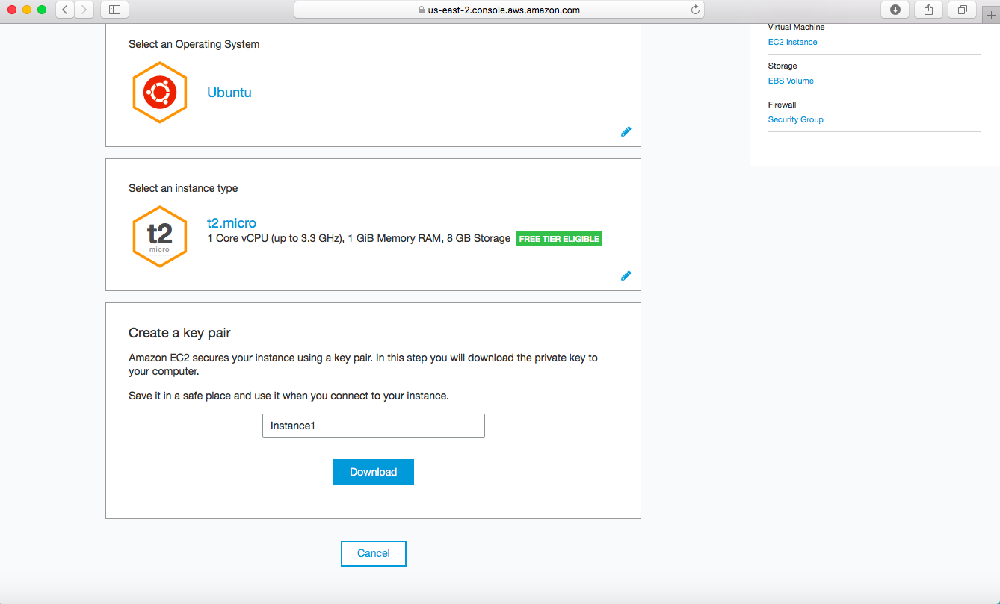 us-east-2.console.aws.amazon.com
Select an Operating System
Ubuntu
Select an instance type
t2
micro
t2.micro
1 Core vCPU (up to 3.3 GHz), 1 GiB Memory RAM, 8 GB Storage FREE TIER ELIGIBLE
Create a key pair
Amazon EC2 secures your instance using a key pair. In this step you will download the private key to
your computer.
Save it in a safe place and use it when you connect to your instance.
Instance1
Download
Cancel
Virtual Machine
EC2 Instance
Storage
EBS Volume
Firewall
Security Group